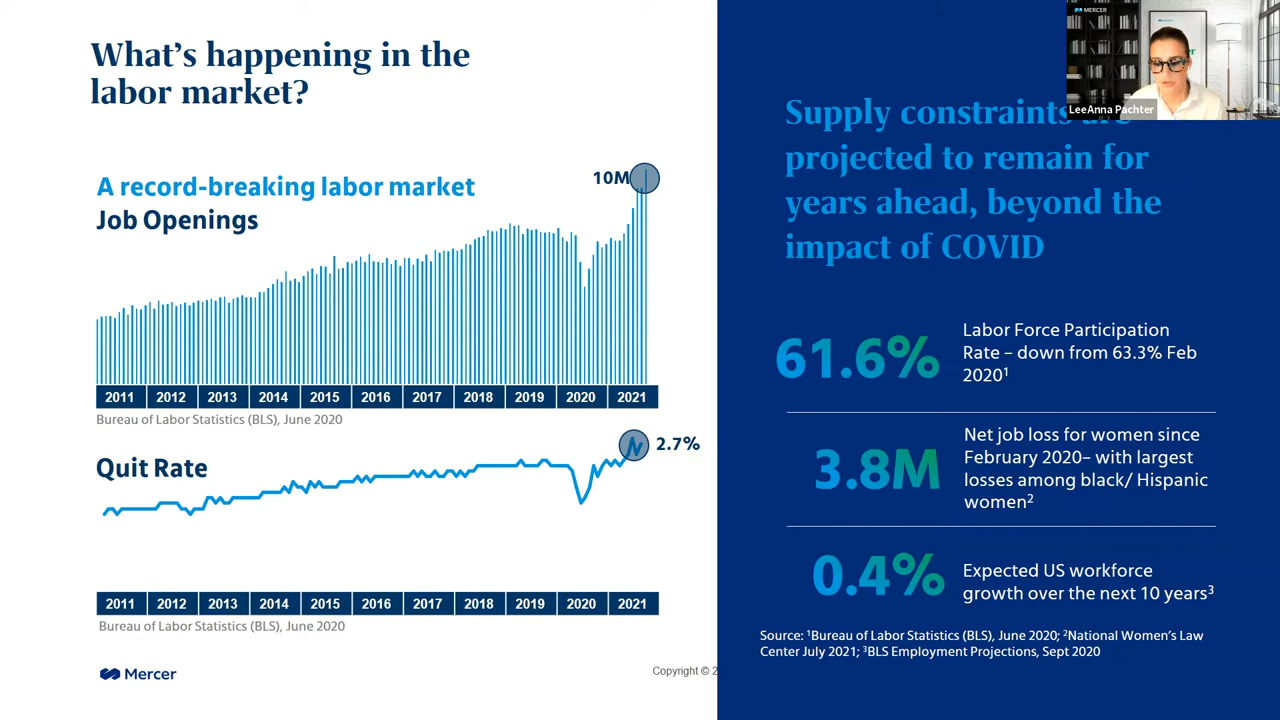 What's happening in the
labor market?
A record-breaking labor market
Job Openings
10M
2011 2012 2013 2014 2015 2016 2017 2018 2019 2020 2021
Bureau of Labor Statistics (BLS), June 2020
Quit Rate
2.7%
2011 2012 2013 2014 2015 2016 2017 2018 2019 2020 2021
Bureau of Labor Statistics (BLS), June 2020
Mercer
Copyright © 2
MERCER
LeeAnna Pachter
Supply constraints are
projected to remain for
years ahead, beyond the
impact of COVID
61.6%
Labor Force Participation
Rate – down from 63.3% Feb
2020¹
3.8M
Net job loss for women since
February 2020– with largest
losses among black/ Hispanic
women²
0.4%
Expected US workforce
growth over the next 10 years³
Source: ¹Bureau of Labor Statistics (BLS), June 2020; ²National Women's Law
Center July 2021; ³BLS Employment Projections, Sept 2020